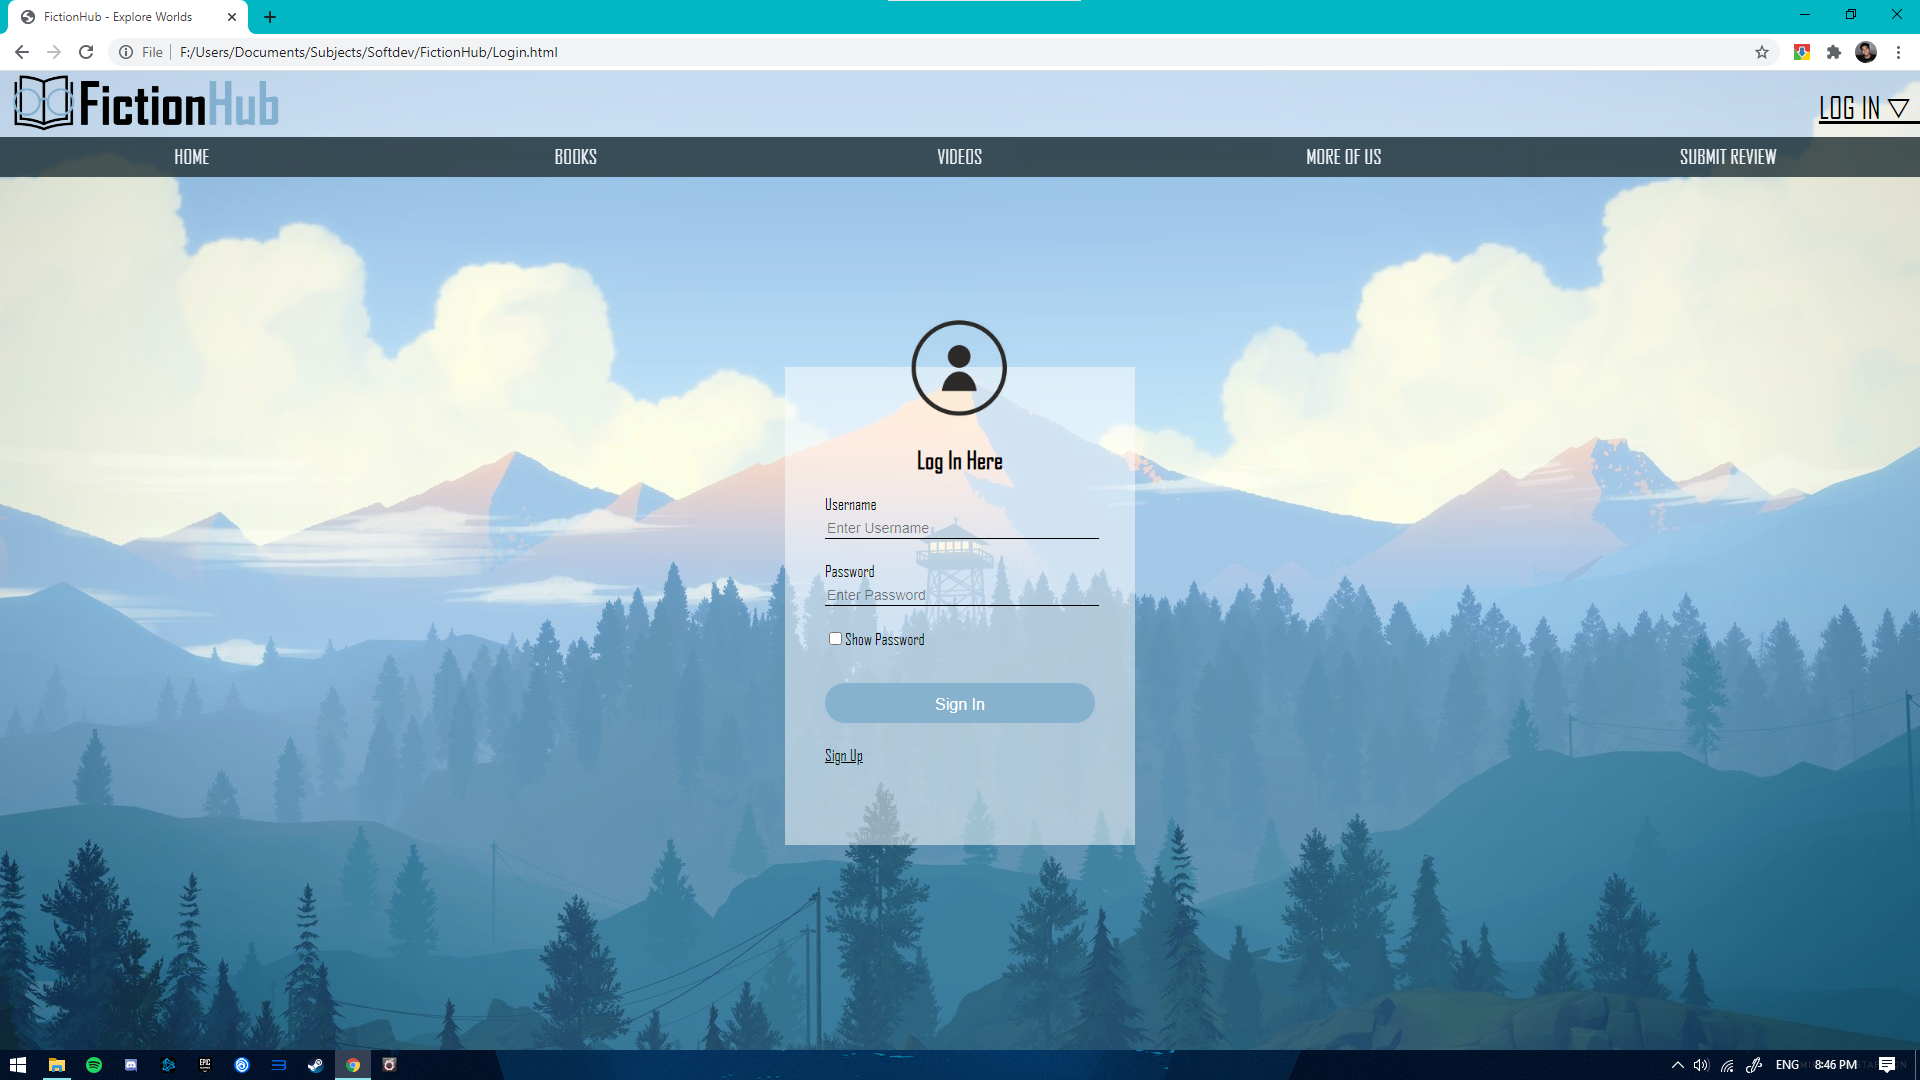 FictionHub - Explore Worlds
File
F:/Users/Documents/Subjects/Softdev/FictionHub/Login.html
FictionHub
LOG IN ▽
HOME
BOOKS
VIDEOS
MORE OF US
SUBMIT REVIEW
Log In Here
Username
Enter Username
Password
Enter Password
Show Password
Sign In
Sign Up
EPIC
ENG
8:46 PM